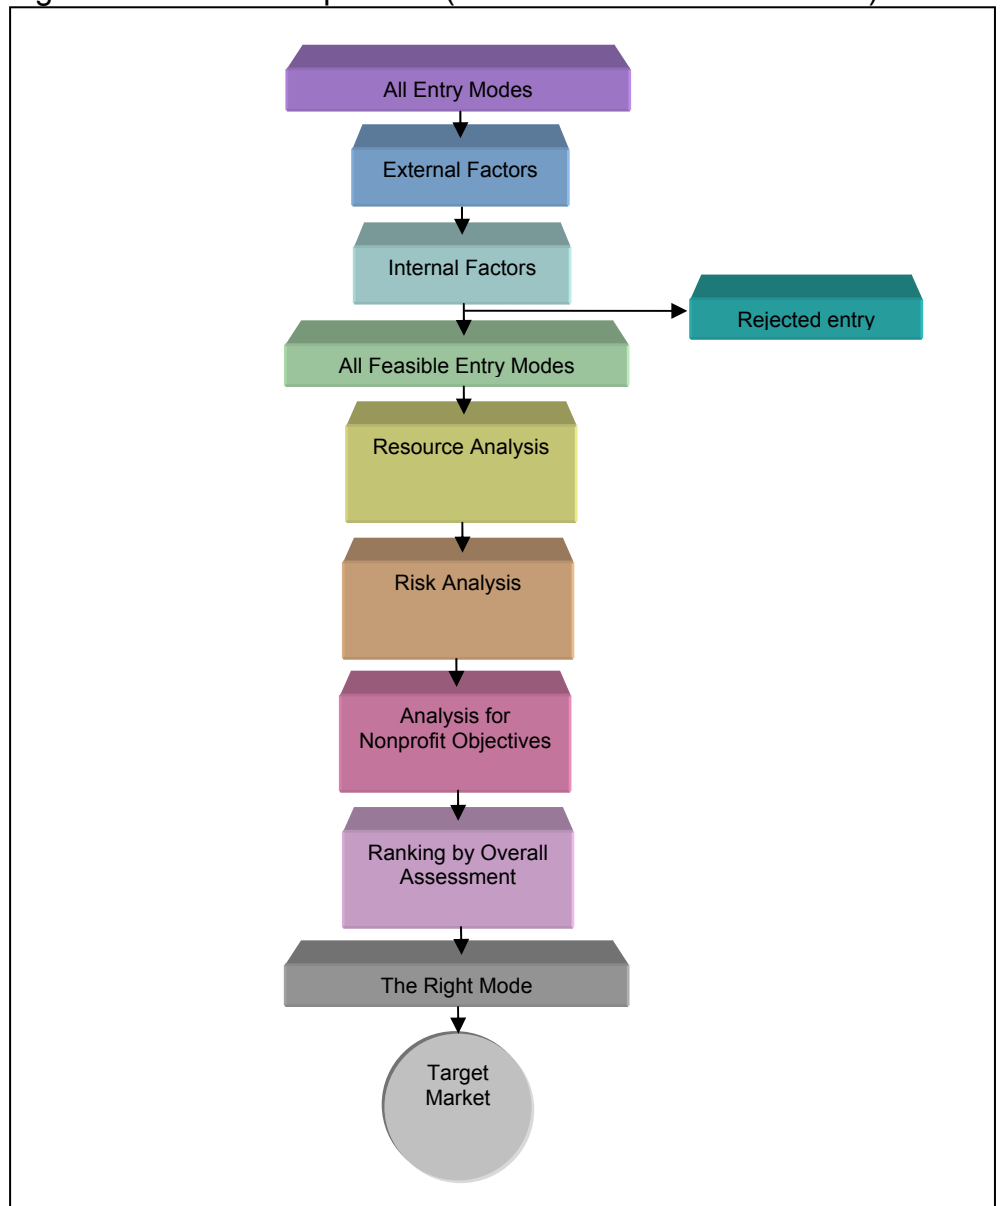 All Entry Modes
External Factors
Internal Factors
Rejected entry
All Feasible Entry Modes
Resource Analysis
Risk Analysis
Analysis for
Nonprofit Objectives
Ranking by Overall
Assessment
The Right Mode
Target
Market